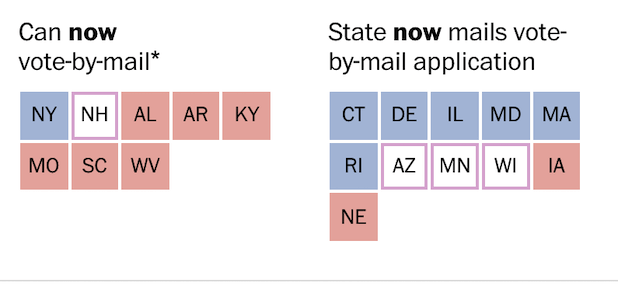 Can now
vote-by-mail*
NY NH AL AR KY
MO SC WV
State now mails vote-
by-mail application
CT DE IL MD MA
RI AZ MN WI IA
NE